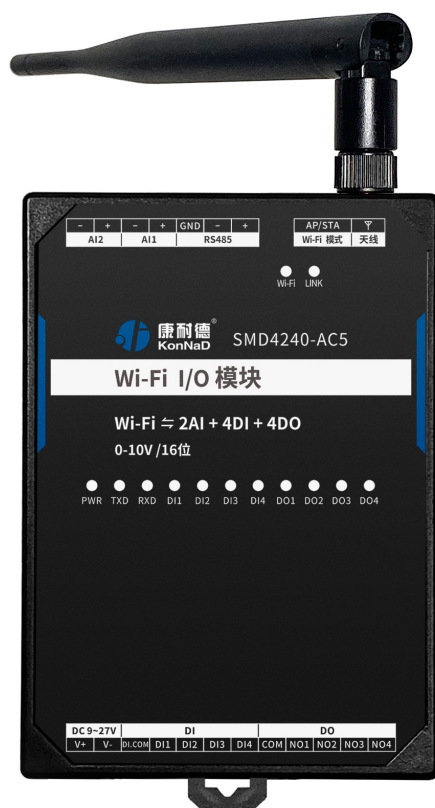 - + - + GND - + AP/STA
AI2 AI1 RS485 Wi-Fi 模式 天线
Wi-Fi LINK
康耐德®
KonNaD SMD4240-AC5
Wi-Fi I/O 模块
Wi-Fi ⇋ 2AI + 4DI + 4DO
0-10V /16位
PWR TXD RXD DI1 DI2 DI3 DI4 DO1 DO2 DO3 DO4
DC 9~27V DI DO
V+ V- DI.COM DI1 DI2 DI3 DI4 COM NO1 NO2 NO3 NO4